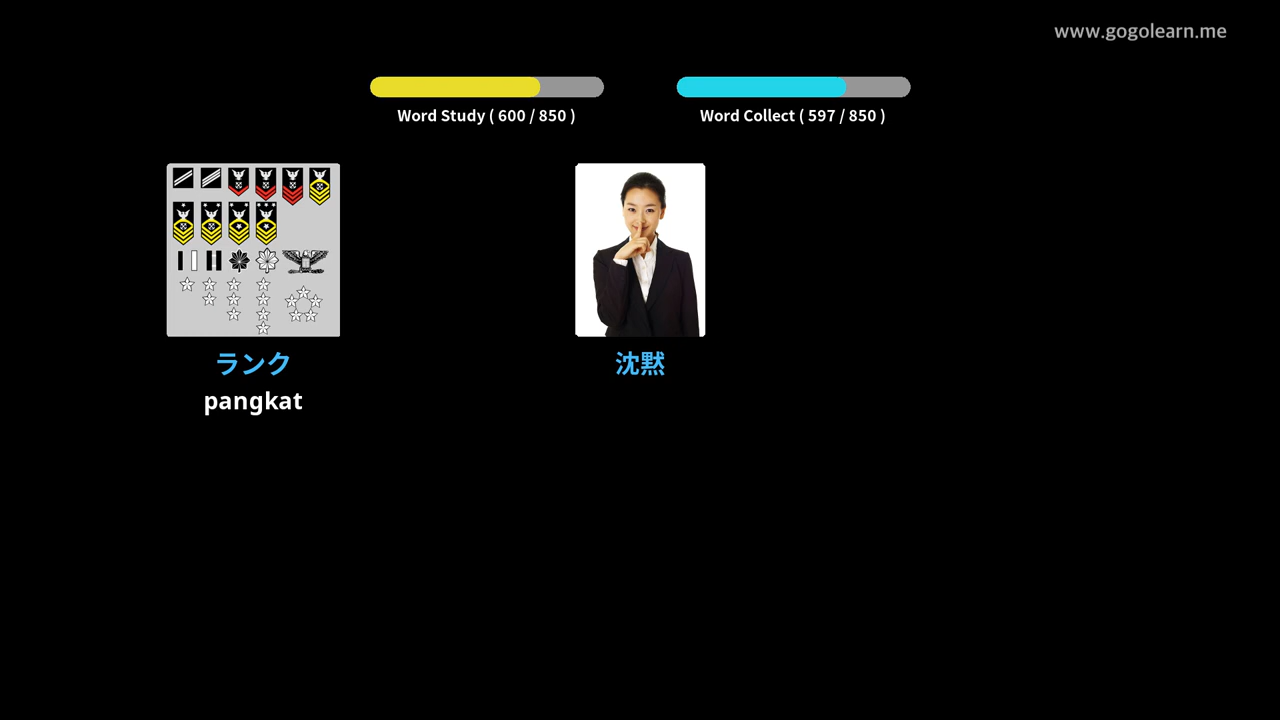 www.gogolearn.me
Word Study ( 600 / 850 )
Word Collect ( 597 / 850 )
ランク
pangkat
沈黙